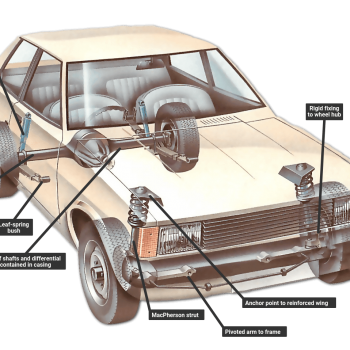 Rigid fixing
to wheel hub
Leaf-spring
bush
f shafts and differential
contained in casing
Anchor point to reinforced wing
MacPherson strut
Pivoted arm to frame